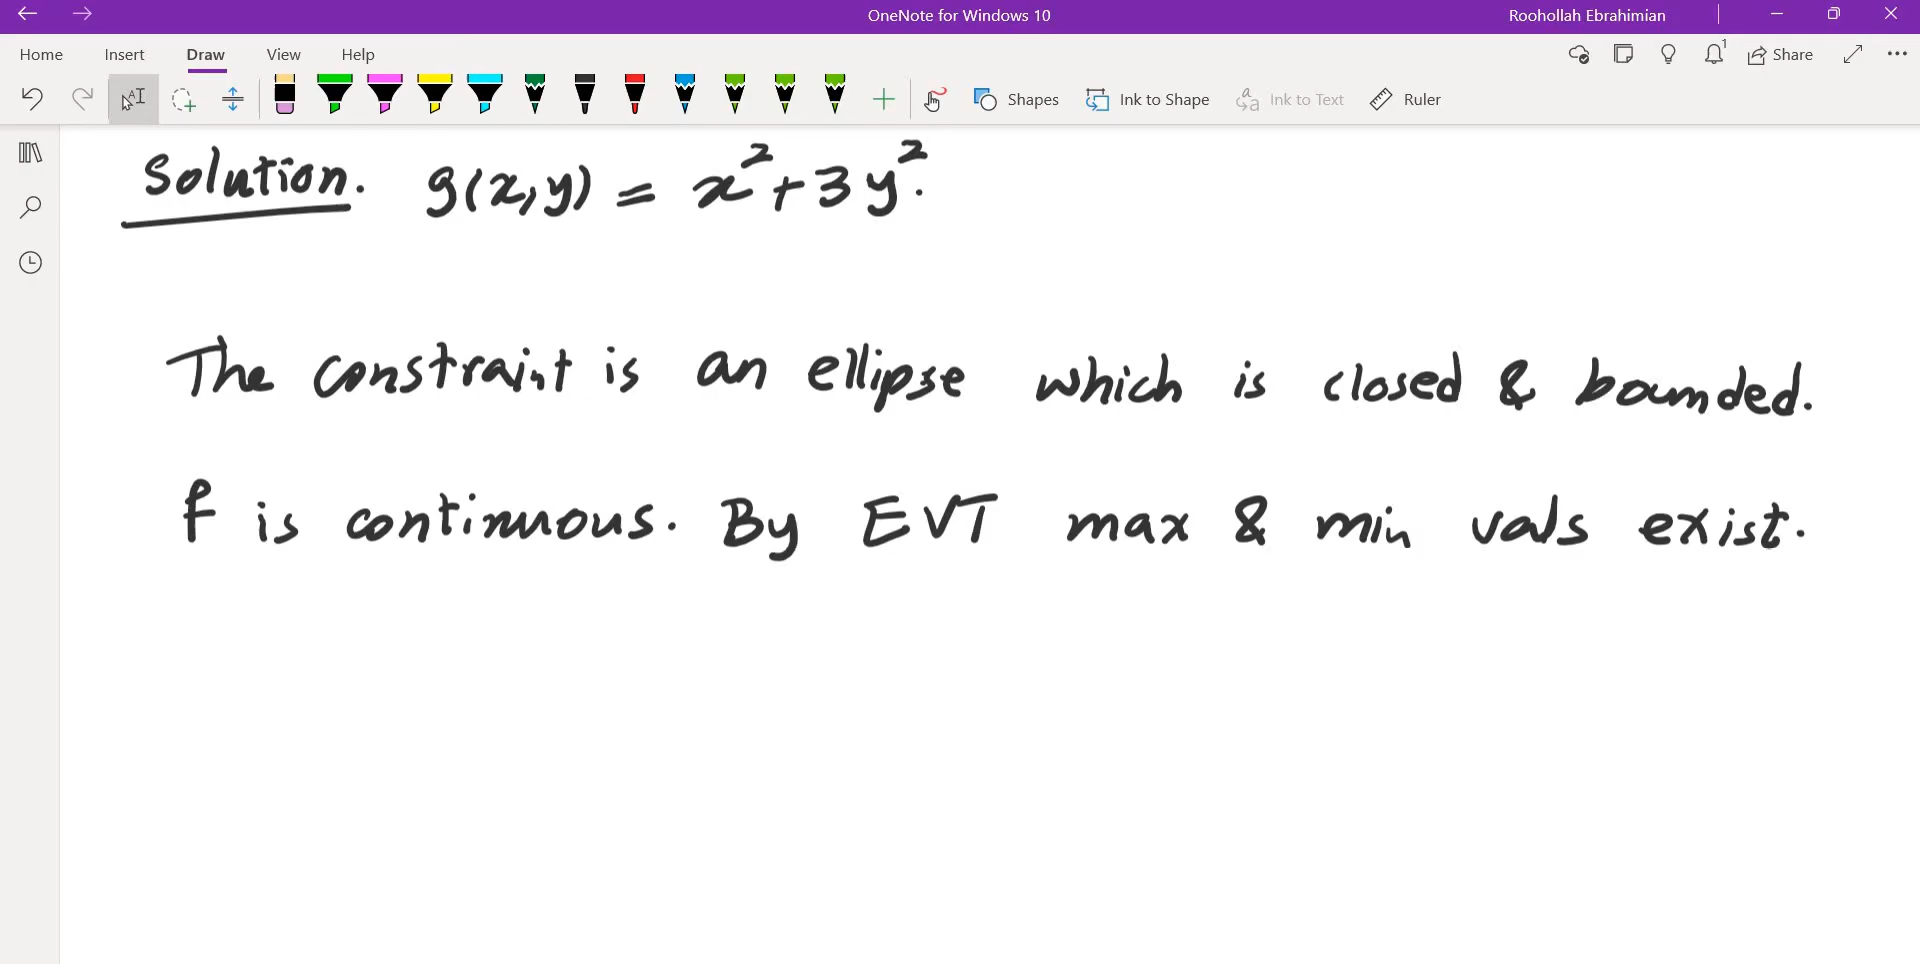 OneNote for Windows 10
Roohollah Ebrahimian
Home Insert Draw View Help
1
Share
Shapes
Ink to Shape
Ink to Text
Ruler
Solution. g(x,y) = x²+3y².
The constraint is an ellipse which is closed & bounded.
f is continuous. By EVT max & min vals exist.